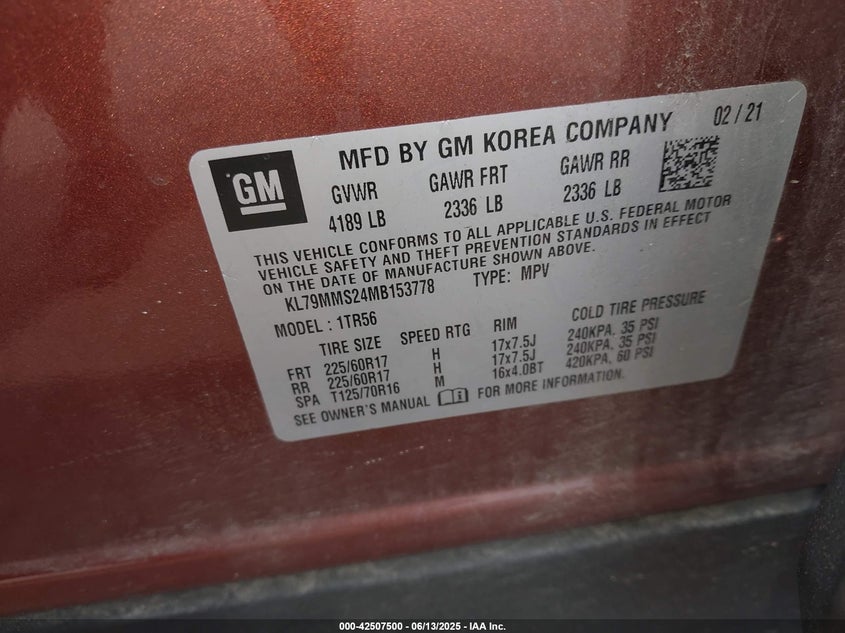 GM
MFD BY GM KOREA COMPANY 02 / 21
GVWR GAWR FRT GAWR RR
4189 LB 2336 LB 2336 LB
THIS VEHICLE CONFORMS TO ALL APPLICABLE U.S. FEDERAL MOTOR
VEHICLE SAFETY AND THEFT PREVENTION STANDARDS IN EFFECT
ON THE DATE OF MANUFACTURE SHOWN ABOVE.
KL79MMS24MB153778 TYPE: MPV
MODEL : 1TR56
TIRE SIZE SPEED RTG RIM COLD TIRE PRESSURE
FRT 225/60R17 H 17x7.5J 240KPA, 35 PSI
RR 225/60R17 H 17x7.5J 240KPA, 35 PSI
SPA T125/70R16 M 16x4.0BT 420KPA, 60 PSI
SEE OWNER'S MANUAL FOR MORE INFORMATION.
000-42507500 - 06/13/2025 - IAA Inc.